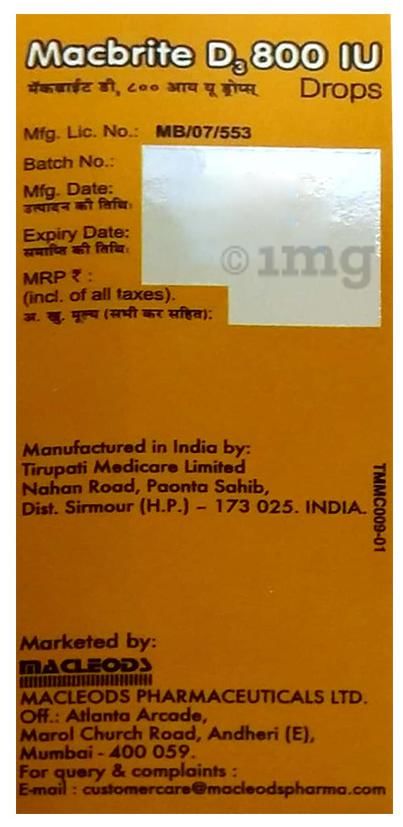 Macbrite D₃ 800 IU
मॅकब्राईट डी₃ ८०० आय यू ड्रोप्स्
Drops
Mfg. Lic. No.: MB/07/553
Batch No.:
Mfg. Date:
उत्पादन की तिथि:
Expiry Date:
समाप्ति की तिथि:
© 1mg
MRP ₹ :
(incl. of all taxes).
अ. खु. मूल्य (सभी कर सहित):
Manufactured in India by:
Tirupati Medicare Limited
Nahan Road, Paonta Sahib,
Dist. Sirmour (H.P.) – 173 025. INDIA.
TMMC009-01
Marketed by:
MACLEODS
MACLEODS PHARMACEUTICALS LTD.
Off.: Atlanta Arcade,
Marol Church Road, Andheri (E),
Mumbai - 400 059.
For query & complaints :
E-mail : customercare@macleodspharma.com